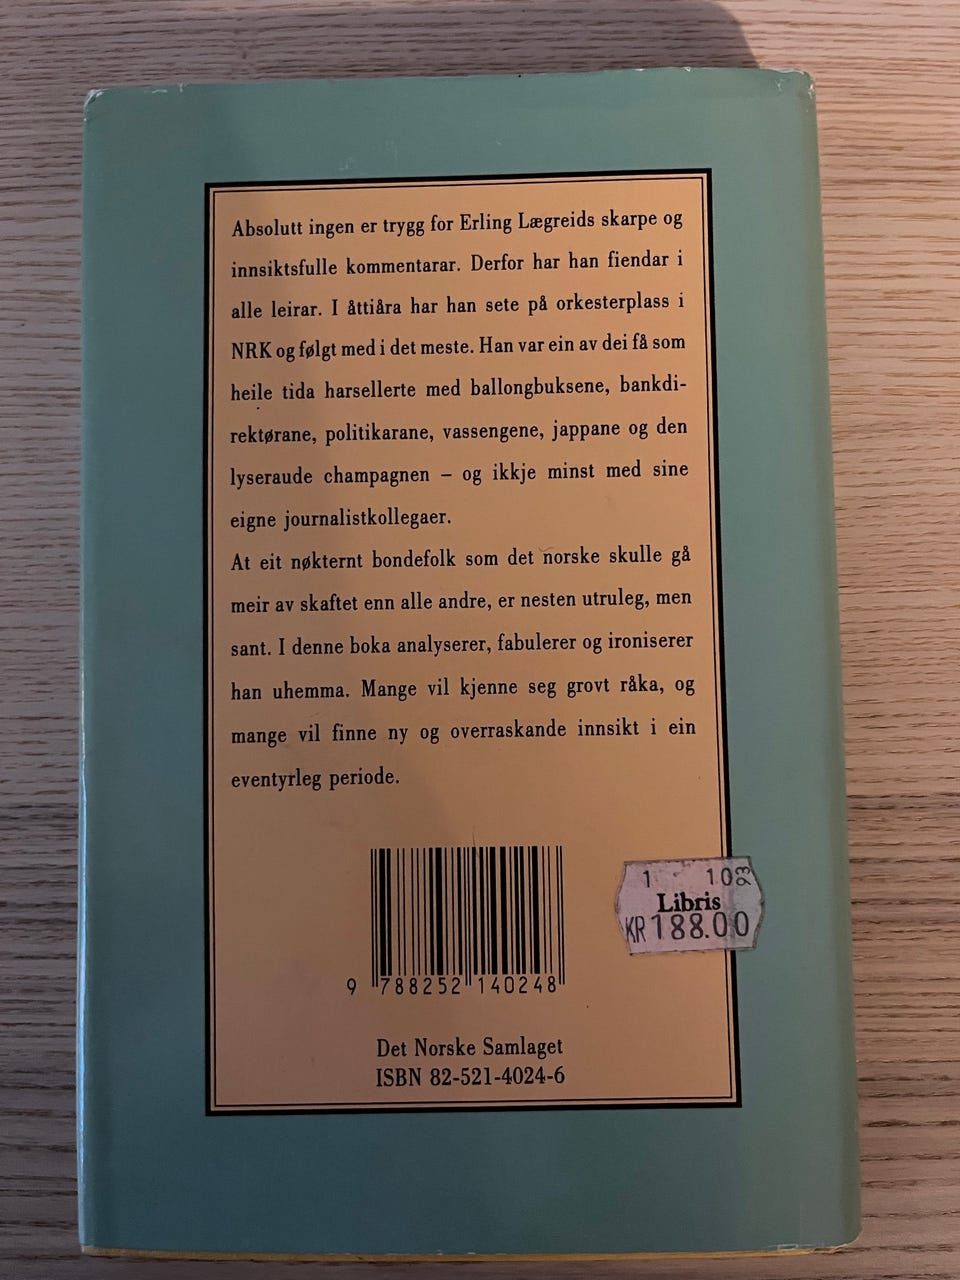 Absolutt ingen er trygg for Erling Lægreids skarpe og
innsiktsfulle kommentarar. Derfor har han fiendar i
alle leirar. I åttiåra har han sete på orkesterplass i
NRK og følgt med i det meste. Han var ein av dei få som
heile tida harsellerte med ballongbuksene, bankdi-
rektørane, politikarane, vassengene, jappane og den
lyseraude champagnen – og ikkje minst med sine
eigne journalistkollegaer.
At eit nøkternt bondefolk som det norske skulle gå
meir av skaftet enn alle andre, er nesten utruleg, men
sant. I denne boka analyserer, fabulerer og ironiserer
han uhemma. Mange vil kjenne seg grovt råka, og
mange vil finne ny og overraskande innsikt i ein
eventyrleg periode.
1 10 93
Libris
KR 188.00
9 788252 140248
Det Norske Samlaget
ISBN 82-521-4024-6